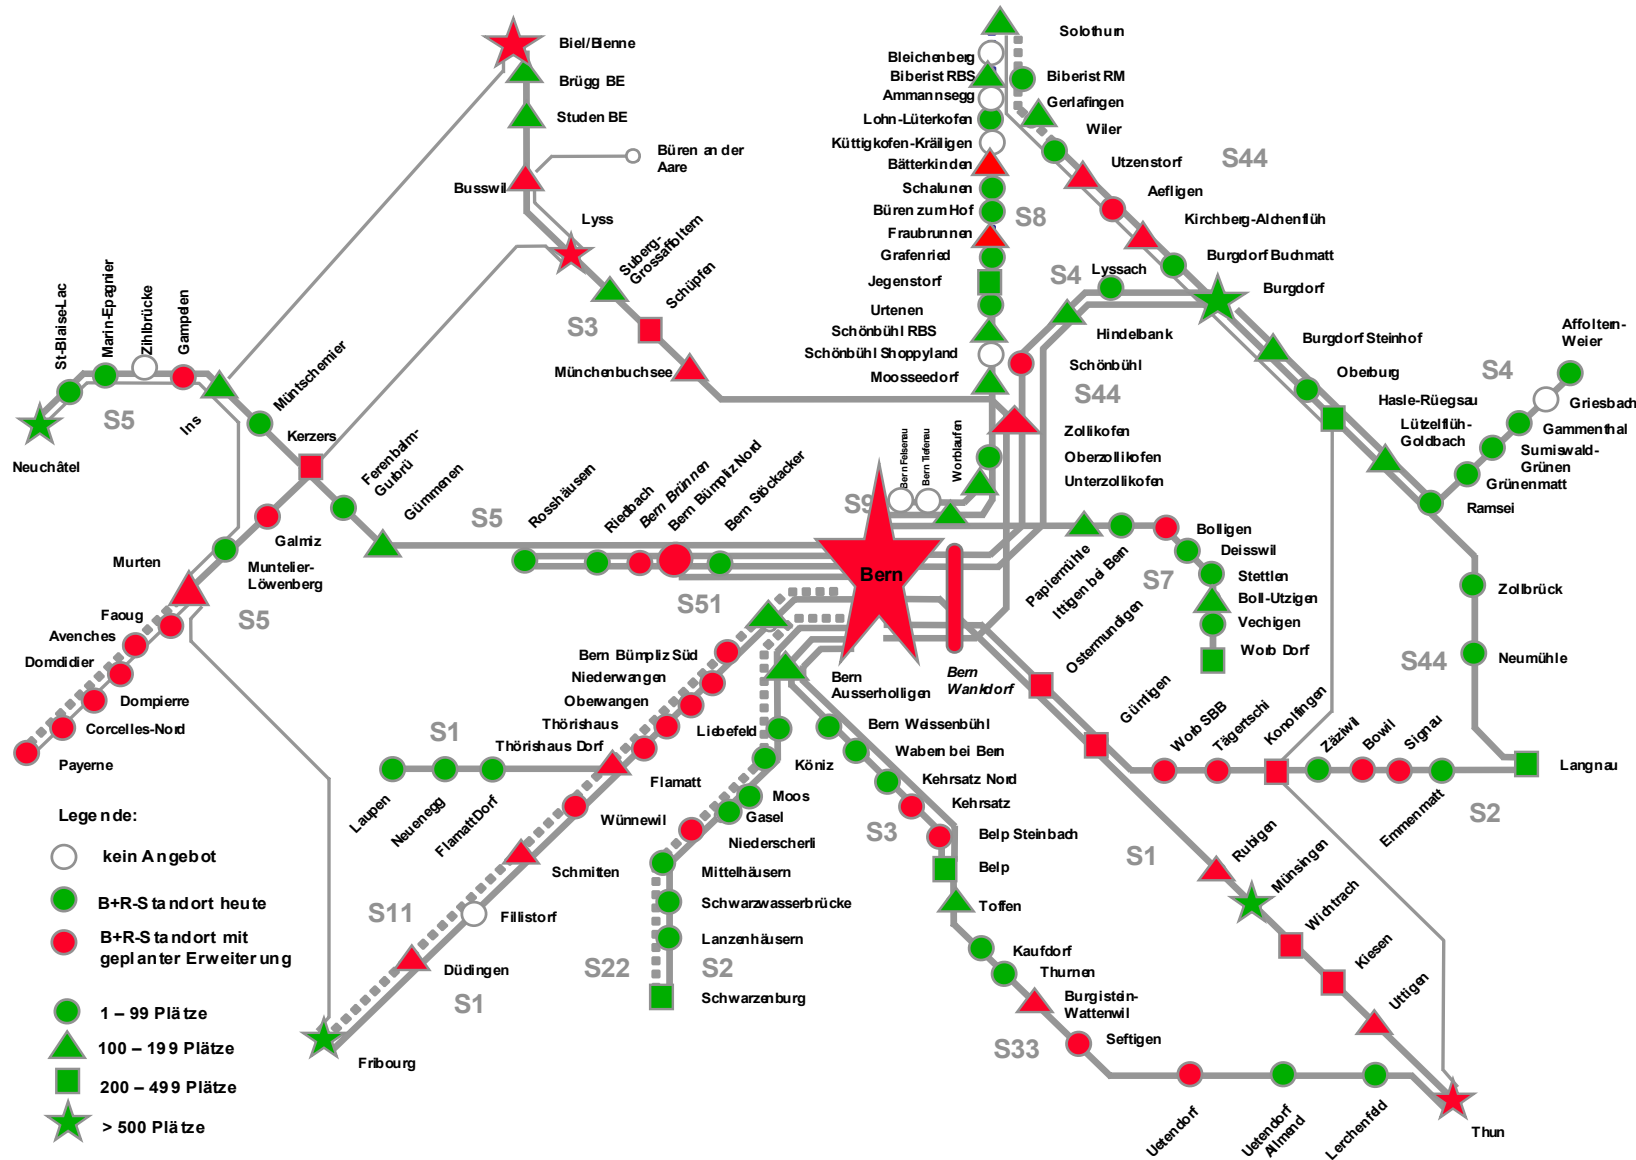 Biel/Bienne
Brügg BE
Studen BE
Büren an der
Aare
Busswil
Lyss
Suberg-
Grossaffoltern
Schüpfen
S3
Münchenbuchsee
Solothurn
Bleichenberg
Biberist RBS
Ammannsegg
Lohn-Lüterkofen
Küttigkofen-Kräiligen
Bätterkinden
Schalunen
Büren zum Hof
Fraubrunnen
Grafenried
Jegenstorf
Urtenen
Schönbühl RBS
Schönbühl Shoppyland
Moosseedorf
S8
Biberist RM
Gerlafingen
Wiler
Utzenstorf
S44
Aefligen
Kirchberg-Alchenflüh
Burgdorf Buchmatt
Burgdorf
S4
Lyssach
Hindelbank
Schönbühl
S44
Zollikofen
Oberzollikofen
Unterzollikofen
Burgdorf Steinhof
Oberburg
Hasle-Rüegsau
Lützelflüh-
Goldbach
S4
Affoltern-
Weier
Griesbach
Gammenthal
Sumiswald-
Grünen
Grünenmatt
Ramsei
Zollbrück
Neumühle
S44
Langnau
St-Blaise-Lac
Marin-Epagnier
Zihlbrücke
Gampelen
S5
Neuchâtel
Ins
Müntschemier
Kerzers
Ferenbalm-
Gurbrü
Gümmenen
S5
Rosshäusern
Riedbach
Bern Brünnen
Bern Bümpliz Nord
Bern Stöckacker
S51
S9
Bern Felsenau
Bern Tiefenau
Worblaufen
Bern
Galmiz
Muntelier-
Löwenberg
Murten
S5
Faoug
Avenches
Domdidier
Dompierre
Corcelles-Nord
Payerne
Papiermühle
Ittigen bei Bern
Bolligen
Deisswil
Stettlen
Boll-Utzigen
Vechigen
Worb Dorf
S7
Bern
Wankdorf
Ostermundigen
Gümligen
Worb SBB
Tägertschi
Konolfingen
Zäziwil
Bowil
Signau
Emmenmatt
S2
Bern Bümpliz Süd
Niederwangen
Oberwangen
Thörishaus
Thörishaus Dorf
S1
Laupen
Neuenegg
Flamatt Dorf
Flamatt
Wünnewil
Schmitten
Fillistorf
S11
Düdingen
S1
Fribourg
Bern
Ausserholligen
Liebefeld
Köniz
Moos
Gasel
Niederscherli
Mittelhäusern
Schwarzwasserbrücke
Lanzenhäusern
S22
S2
Schwarzenburg
Bern Weissenbühl
Wabern bei Bern
Kehrsatz Nord
Kehrsatz
S3
Belp Steinbach
Belp
Toffen
Kaufdorf
Thurnen
Burgistein-
Wattenwil
S33
Seftigen
Uetendorf
Uetendorf
Allmend
Lerchenfeld
S1
Rubigen
Münsingen
Wichtrach
Kiesen
Uttigen
Thun
Legende:
kein Angebot
B+R-Standort heute
B+R-Standort mit
geplanter Erweiterung
1 – 99 Plätze
100 – 199 Plätze
200 – 499 Plätze
> 500 Plätze